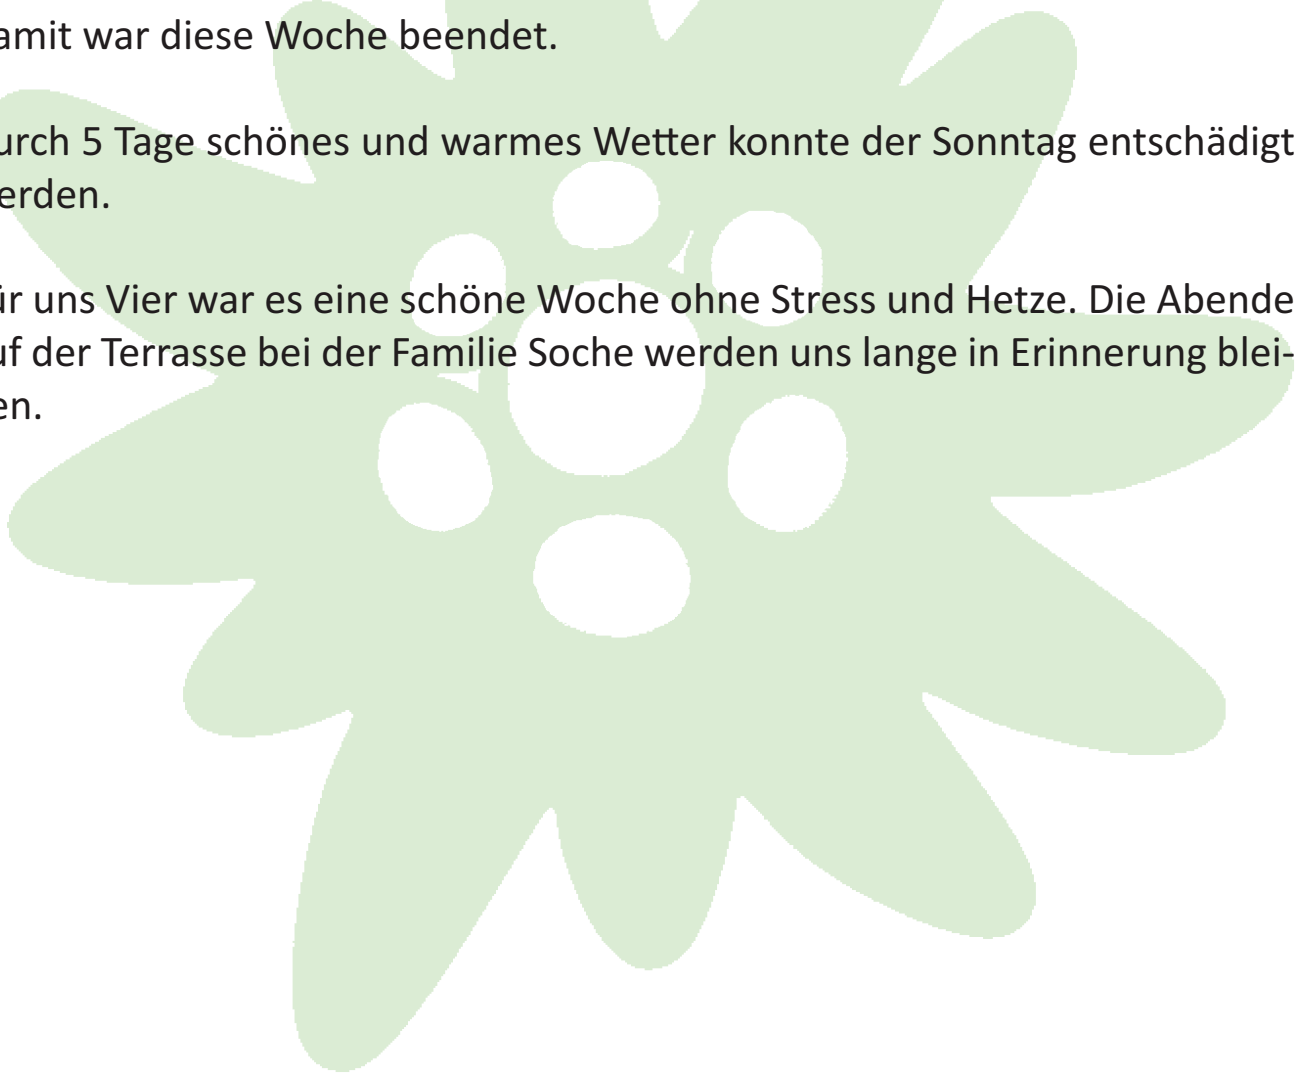 amit war diese Woche beendet.
urch 5 Tage schönes und warmes Wetter konnte der Sonntag entschädigt
erden.
ür uns Vier war es eine schöne Woche ohne Stress und Hetze. Die Abende
uf der Terrasse bei der Familie Soche werden uns lange in Erinnerung blei-
en.